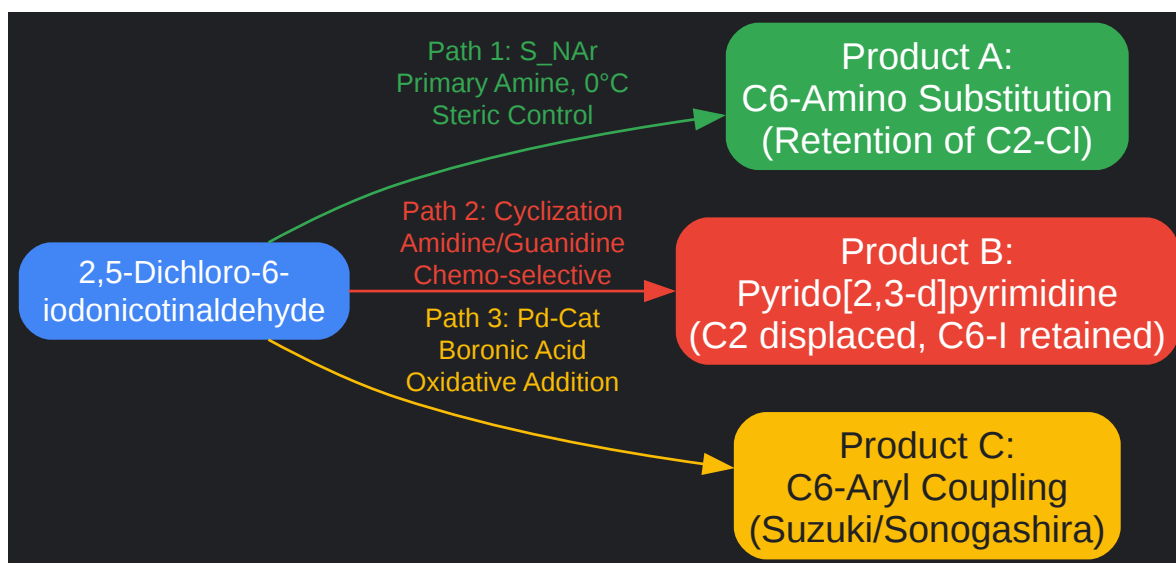 Path 1: S_NAr
Primary Amine, 0°C
Steric Control
Product A:
C6-Amino Substitution
(Retention of C2-Cl)
2,5-Dichloro-6-
iodonicotinaldehyde
Path 2: Cyclization
Amidine/Guanidine
Chemo-selective
Product B:
Pyrido[2,3-d]pyrimidine
(C2 displaced, C6-I retained)
Path 3: Pd-Cat
Boronic Acid
Oxidative Addition
Product C:
C6-Aryl Coupling
(Suzuki/Sonogashira)